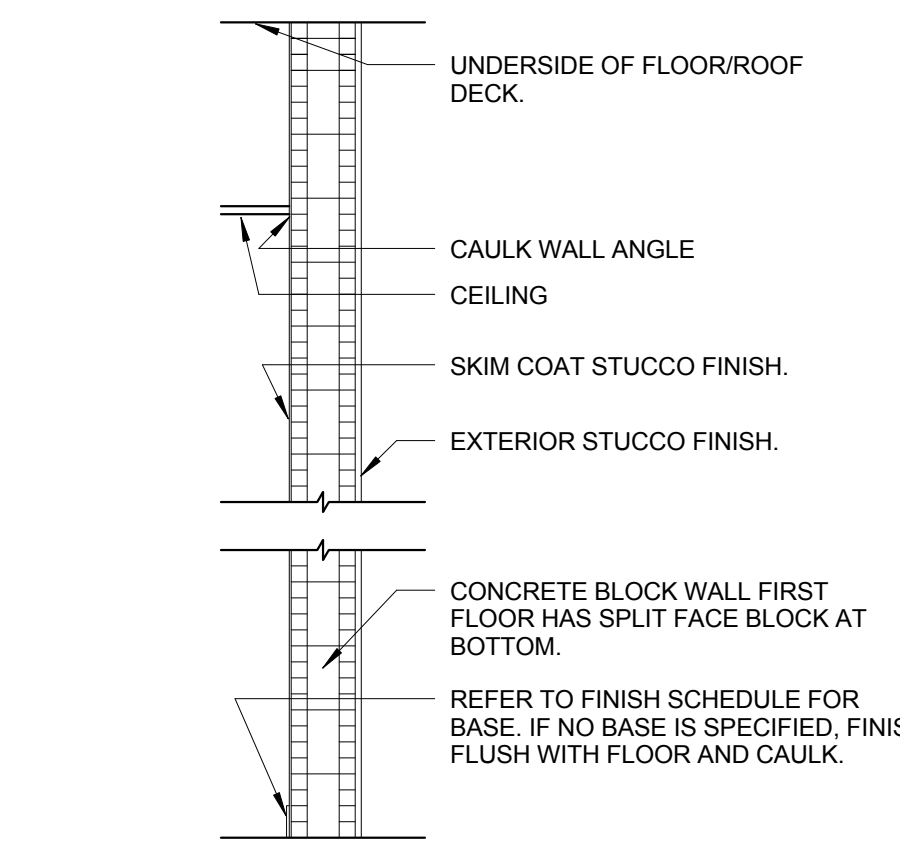 UNDERSIDE OF FLOOR/ROOF
DECK.
CAULK WALL ANGLE
CEILING
SKIM COAT STUCCO FINISH.
EXTERIOR STUCCO FINISH.
CONCRETE BLOCK WALL FIRST
FLOOR HAS SPLIT FACE BLOCK AT
BOTTOM.
REFER TO FINISH SCHEDULE FOR
BASE. IF NO BASE IS SPECIFIED, FINIS
FLUSH WITH FLOOR AND CAULK.